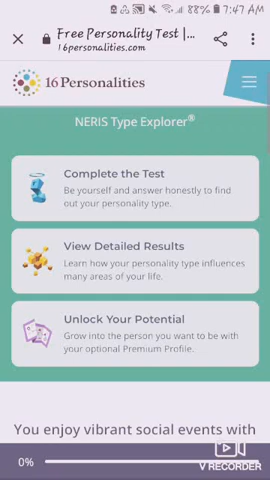 88% 7:47 AM
Free Personality Test |...
16personalities.com
16 Personalities
NERIS Type Explorer®
Complete the Test
Be yourself and answer honestly to find
out your personality type.
View Detailed Results
Learn how your personality type influences
many areas of your life.
Unlock Your Potential
Grow into the person you want to be with
your optional Premium Profile.
You enjoy vibrant social events with
0%
V RECORDER